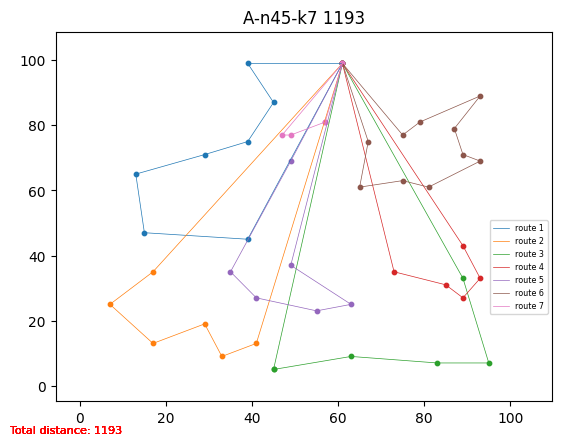 A-n45-k7 1193
100
80
60
40
20
0
route 1
route 2
route 3
route 4
route 5
route 6
route 7
0 20 40 60 80 100
Total distance: 1193